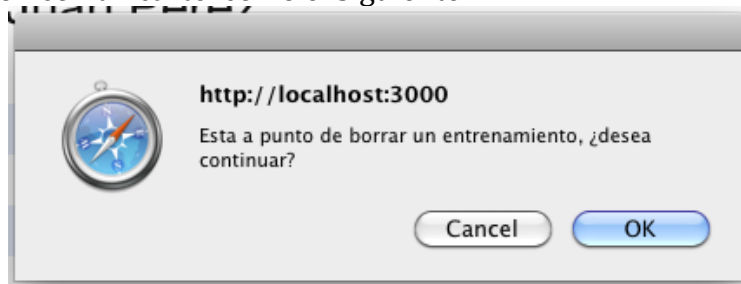 http://localhost:3000
Esta a punto de borrar un entrenamiento, ¿desea
continuar?
Cancel OK